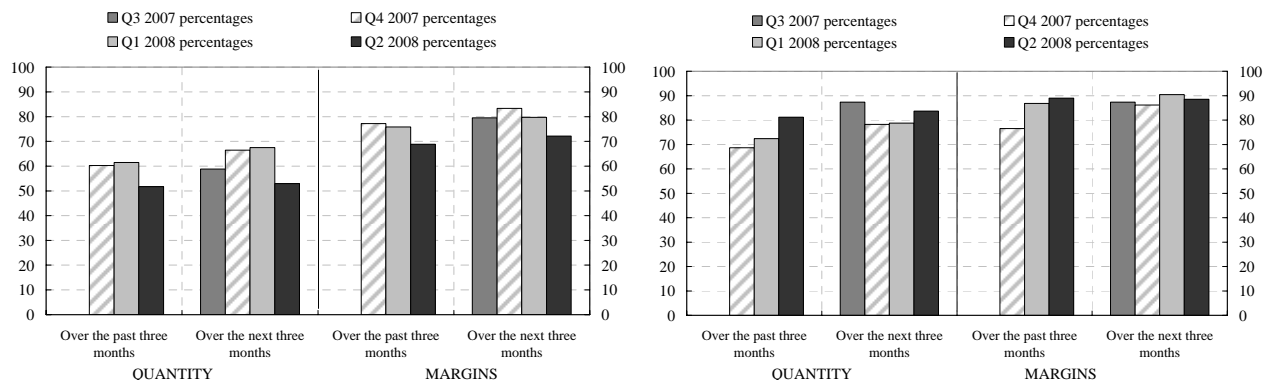 Q3 2007 percentages
Q4 2007 percentages
Q1 2008 percentages
Q2 2008 percentages
100
90
80
70
60
50
40
30
20
10
0
100
90
80
70
60
50
40
30
20
10
0
Over the past three
months
Over the next three
months
Over the past three
months
Over the next three
months
QUANTITY
MARGINS
Q3 2007 percentages
Q4 2007 percentages
Q1 2008 percentages
Q2 2008 percentages
100
90
80
70
60
50
40
30
20
10
0
100
90
80
70
60
50
40
30
20
10
0
Over the past three
months
Over the next three
months
Over the past three
months
Over the next three
months
QUANTITY
MARGINS